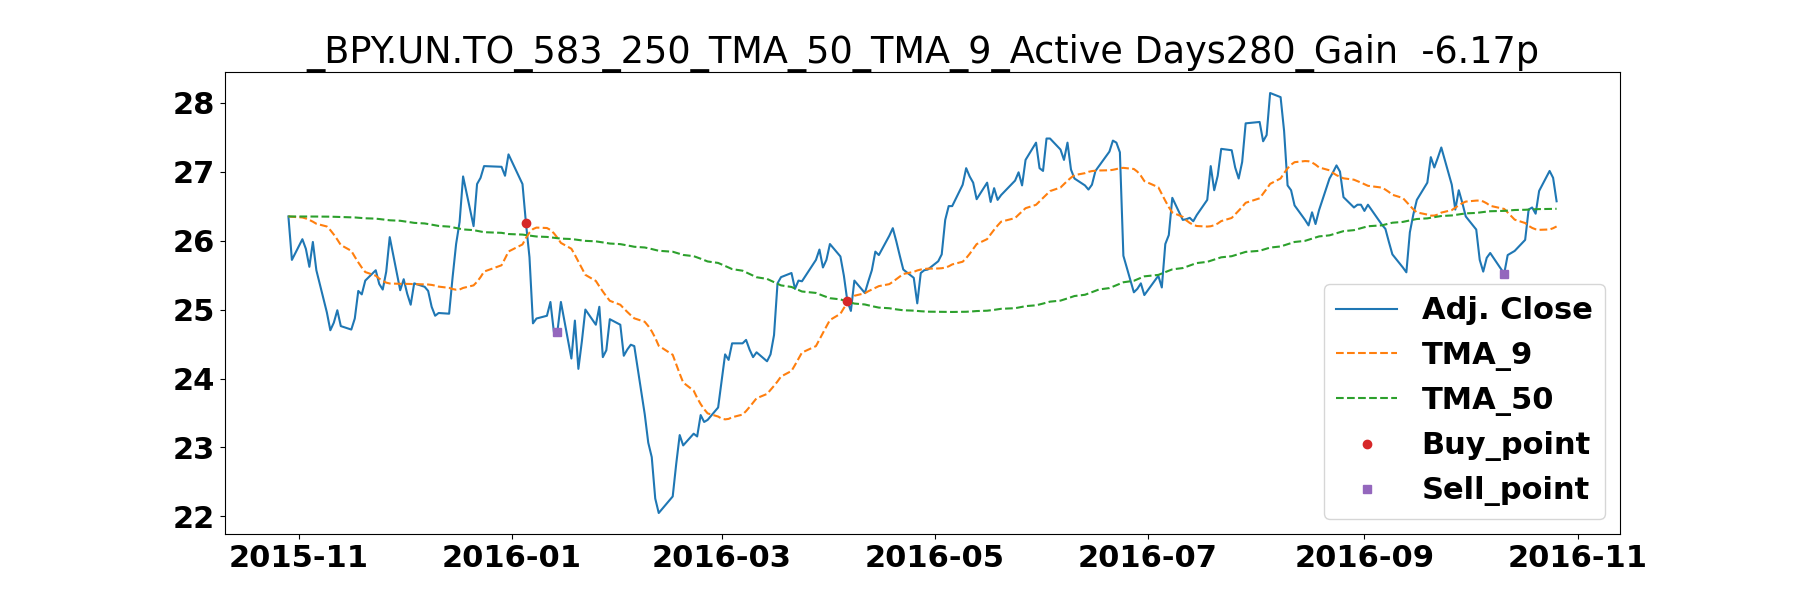 _BPY.UN.TO_583_250_TMA_50_TMA_9_Active Days280_Gain  -6.17p
28
27
26
25
24
23
22
Adj. Close
TMA_9
TMA_50
Buy_point
Sell_point
2015-11 2016-01 2016-03 2016-05 2016-07 2016-09 2016-11